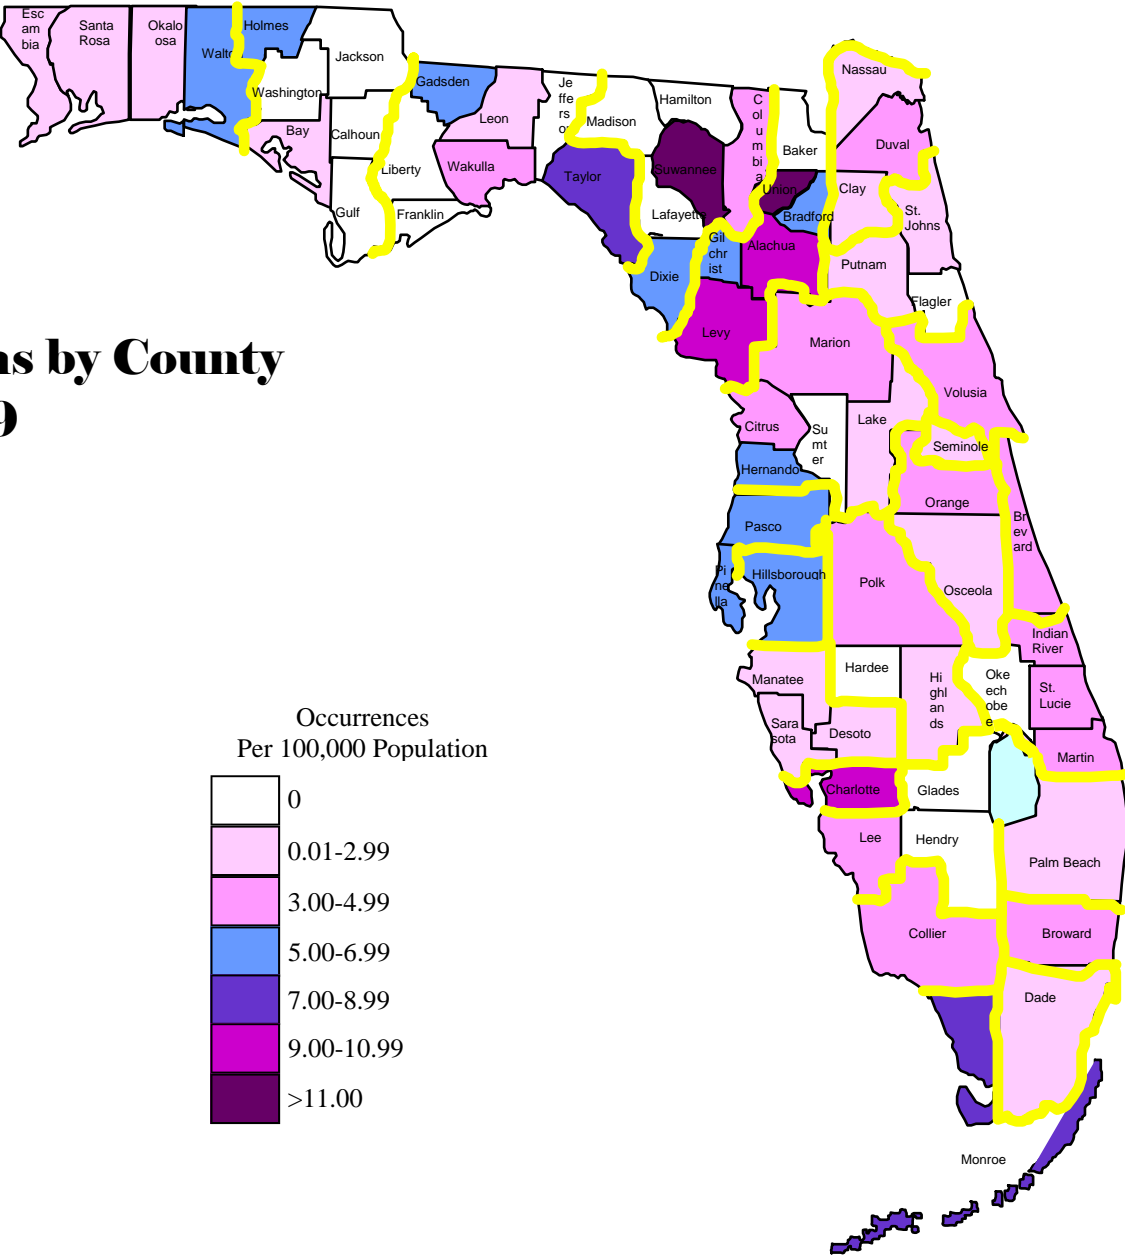 Esc
am
bia
Santa
Rosa
Okalo
osa
Walto
Holmes
Washington
Jackson
Bay
Calhoun
Gulf
Liberty
Gadsden
Franklin
Leon
Wakulla
Je
ffe
rs
on
Madison
Taylor
Hamilton
Suwannee
Lafayette
Dixie
C
ol
u
m
bi
a
Baker
Union
Bradford
Gil
chr
ist
Alachua
Levy
Nassau
Duval
Clay
St.
Johns
Putnam
Flagler
Marion
Volusia
Citrus
Su
mt
er
Lake
Seminole
Hernando
Orange
Pasco
Br
ev
ard
Pi
ne
lla
Hillsborough
Polk
Osceola
Indian
River
Manatee
Hardee
Hi
ghl
an
ds
Oke
ech
obe
e
St.
Lucie
Sara
sota
Desoto
Martin
Charlotte
Glades
Lee
Hendry
Palm Beach
Collier
Broward
Dade
Monroe
ns by County
9
Occurrences
Per 100,000 Population
0
0.01-2.99
3.00-4.99
5.00-6.99
7.00-8.99
9.00-10.99
>11.00